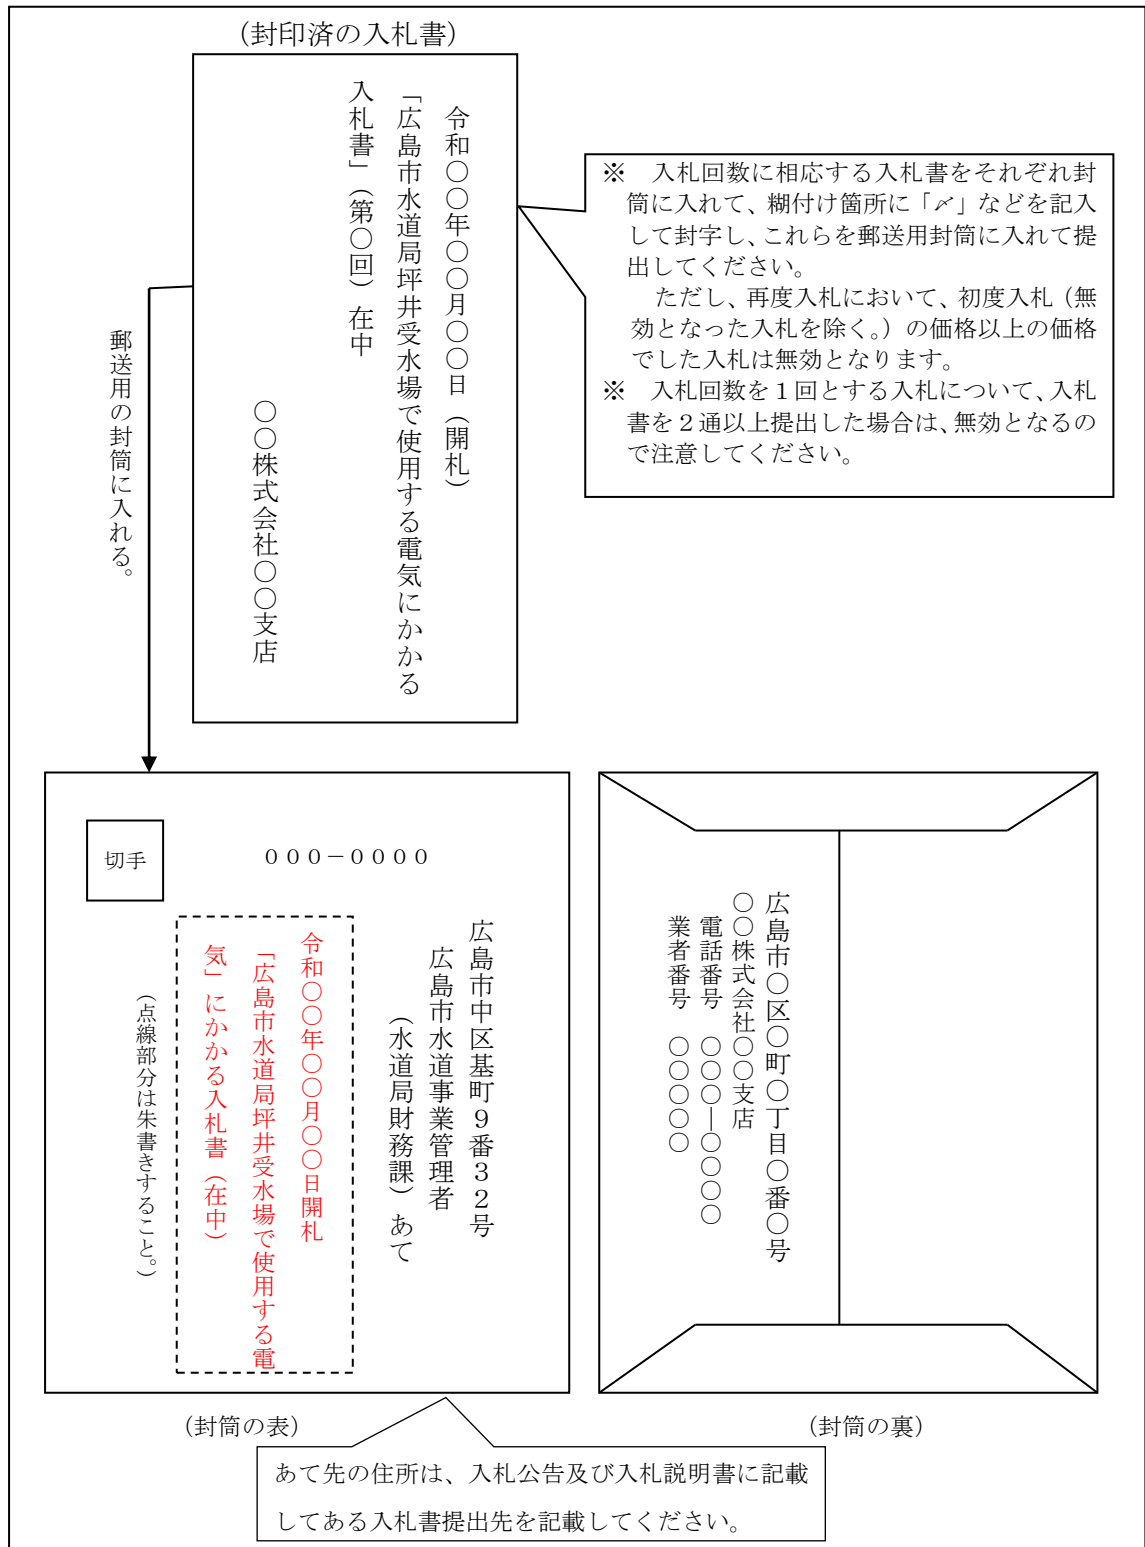 (封印済の入札書)
令和〇〇年〇〇月〇〇日（開札）
「広島市水道局坪井受水場で使用する電気にかかる
入札書」（第〇回）在中
〇〇株式会社〇〇支店
※　入札回数に相応する入札書をそれぞれ封
筒に入れて、糊付け箇所に「〆」などを記入
して封字し、これらを郵送用封筒に入れて提
出してください。
ただし、再度入札において、初度入札（無
効となった入札を除く。）の価格以上の価格
でした入札は無効となります。
※　入札回数を１回とする入札について、入札
書を２通以上提出した場合は、無効となるの
で注意してください。
郵送用の封筒に入れる。
切手
０００－００００
広島市中区基町９番３２号
広島市水道事業管理者
（水道局財務課）あて
令和〇〇年〇〇月〇〇日開札
「広島市水道局坪井受水場で使用する電
気」にかかる入札書（在中）
（点線部分は朱書きすること。）
広島市〇区〇町〇丁目〇番〇号
〇〇株式会社〇〇支店
電話番号　〇〇〇―〇〇〇〇
業者番号　〇〇〇〇〇
（封筒の表）
（封筒の裏）
あて先の住所は、入札公告及び入札説明書に記載
してある入札書提出先を記載してください。